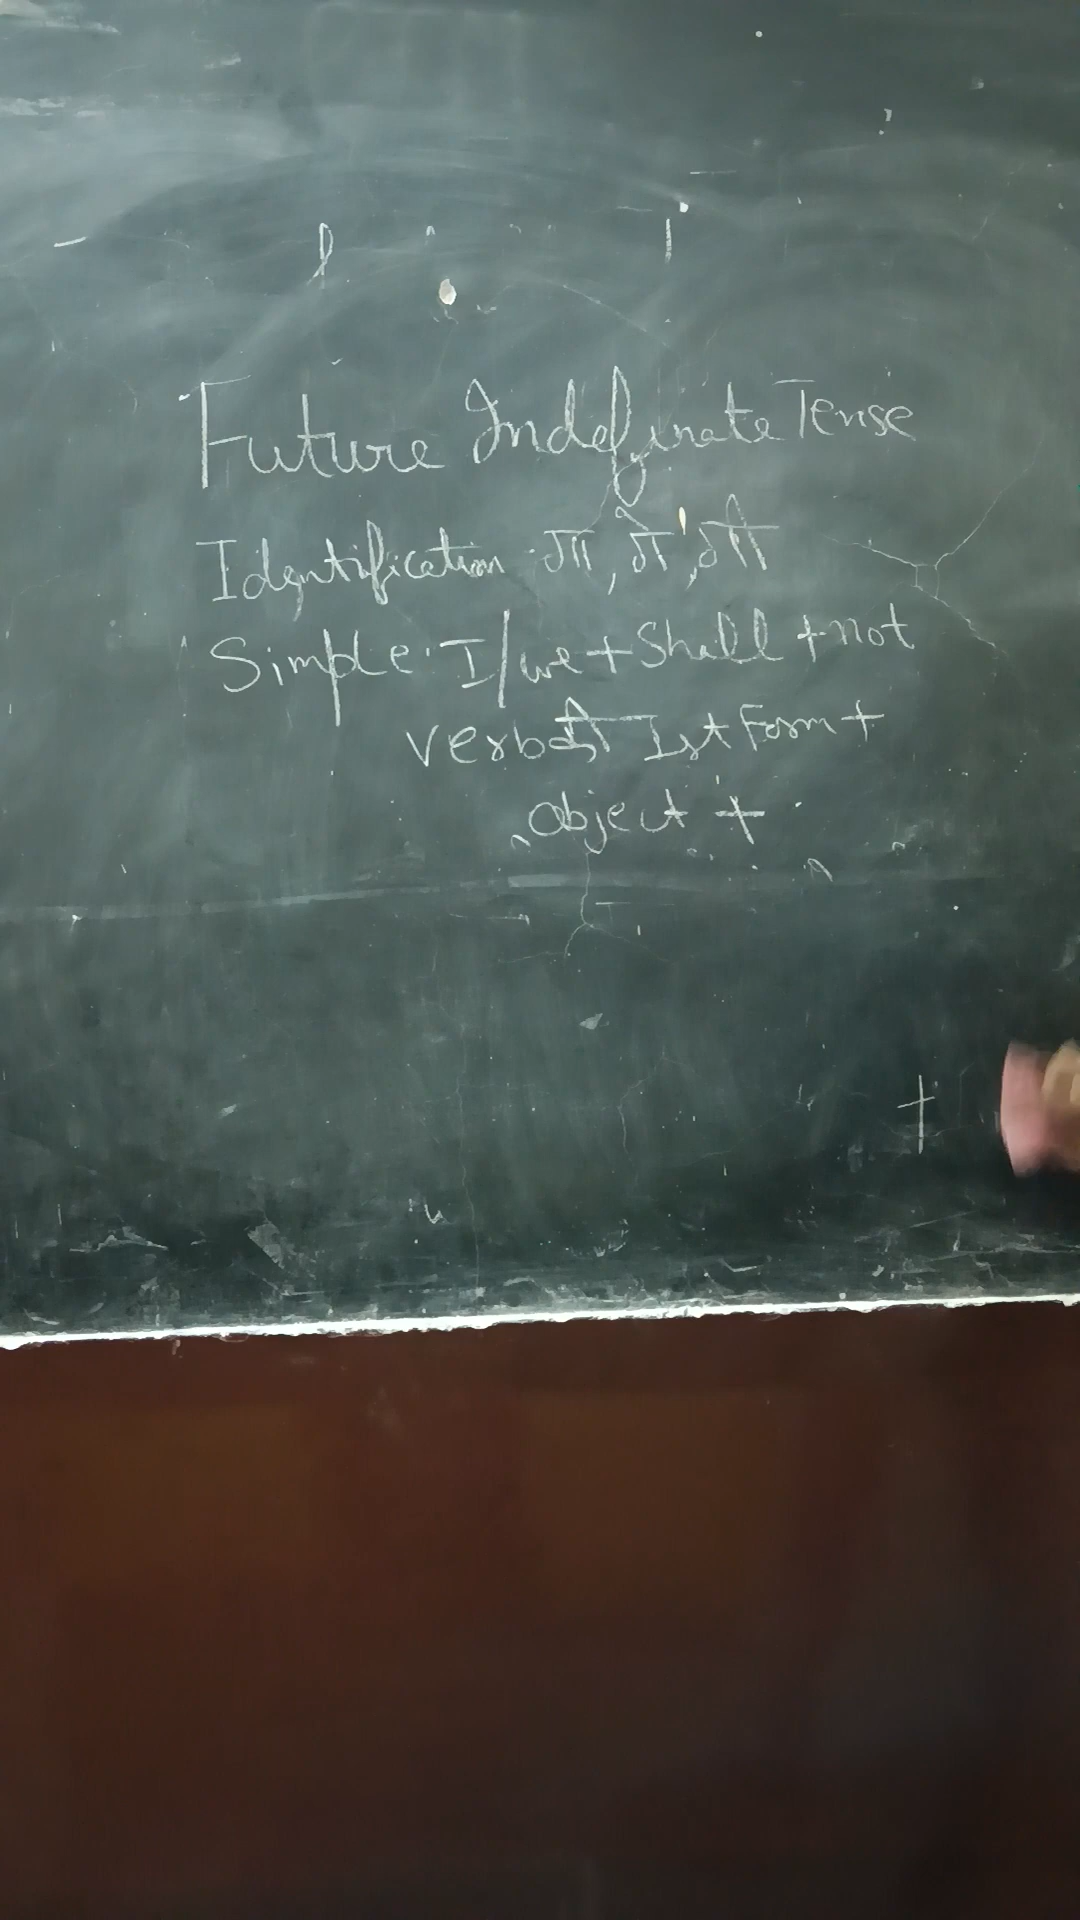 Future Indefinate Tense
Identification गा, गे, गी
Simple: I/we + Shall + not
Verb की Ist Form +
object +
+